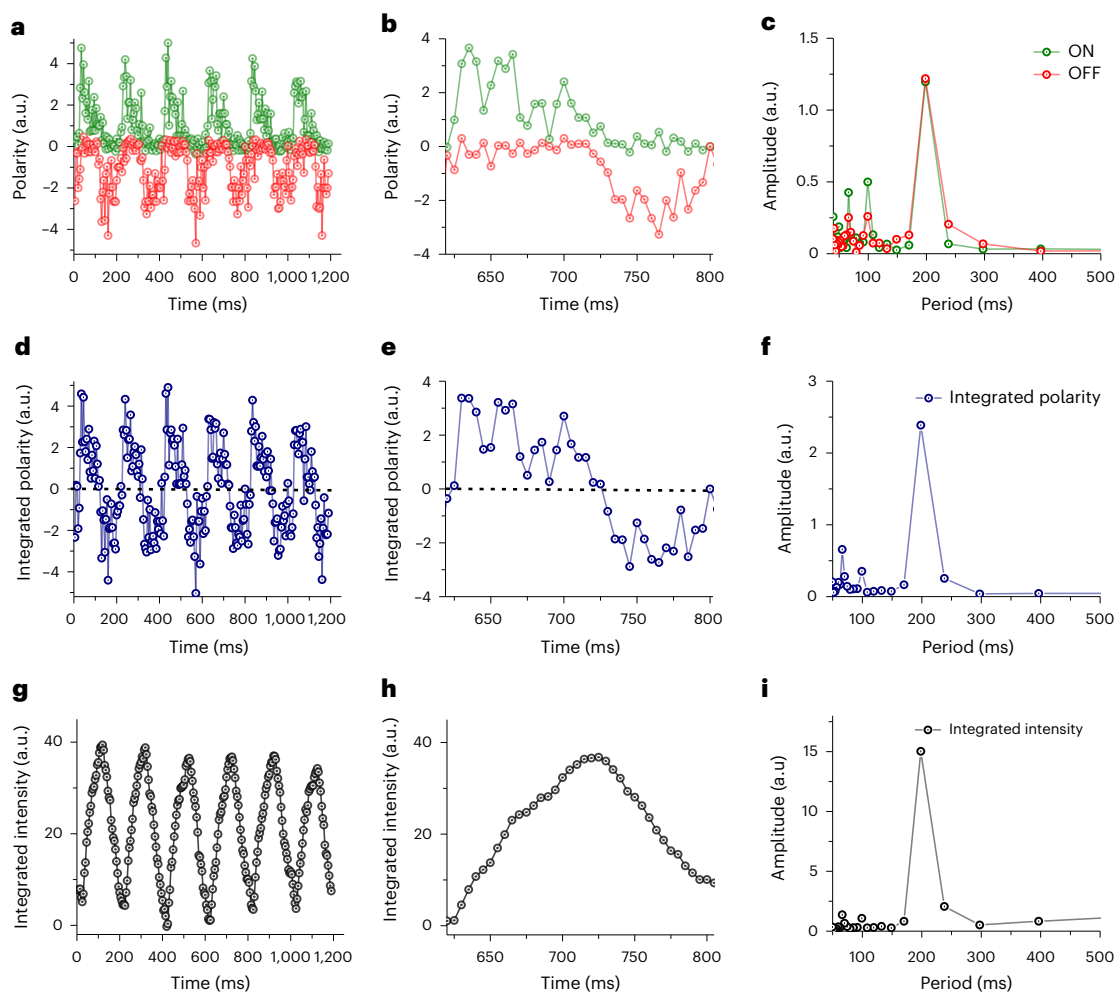 a
Polarity (a.u.)
4
2
0
−2
−4
0 200 400 600 800 1,000 1,200
Time (ms)
b
Polarity (a.u.)
4
2
0
−2
−4
650 700 750 800
Time (ms)
c
Amplitude (a.u.)
1.5
1.0
0.5
0
100 200 300 400 500
Period (ms)
ON
OFF
d
Integrated polarity (a.u.)
4
2
0
−2
−4
0 200 400 600 800 1,000 1,200
Time (ms)
e
Integrated polarity (a.u.)
4
2
0
−2
−4
650 700 750 800
Time (ms)
f
Amplitude (a.u.)
3
2
1
0
100 200 300 400 500
Period (ms)
Integrated polarity
g
Integrated intensity (a.u.)
40
20
0
0 200 400 600 800 1,000 1,200
Time (ms)
h
Integrated intensity (a.u.)
40
20
0
650 700 750 800
Time (ms)
i
Amplitude (a.u)
15
10
5
0
100 200 300 400 500
Period (ms)
Integrated intensity